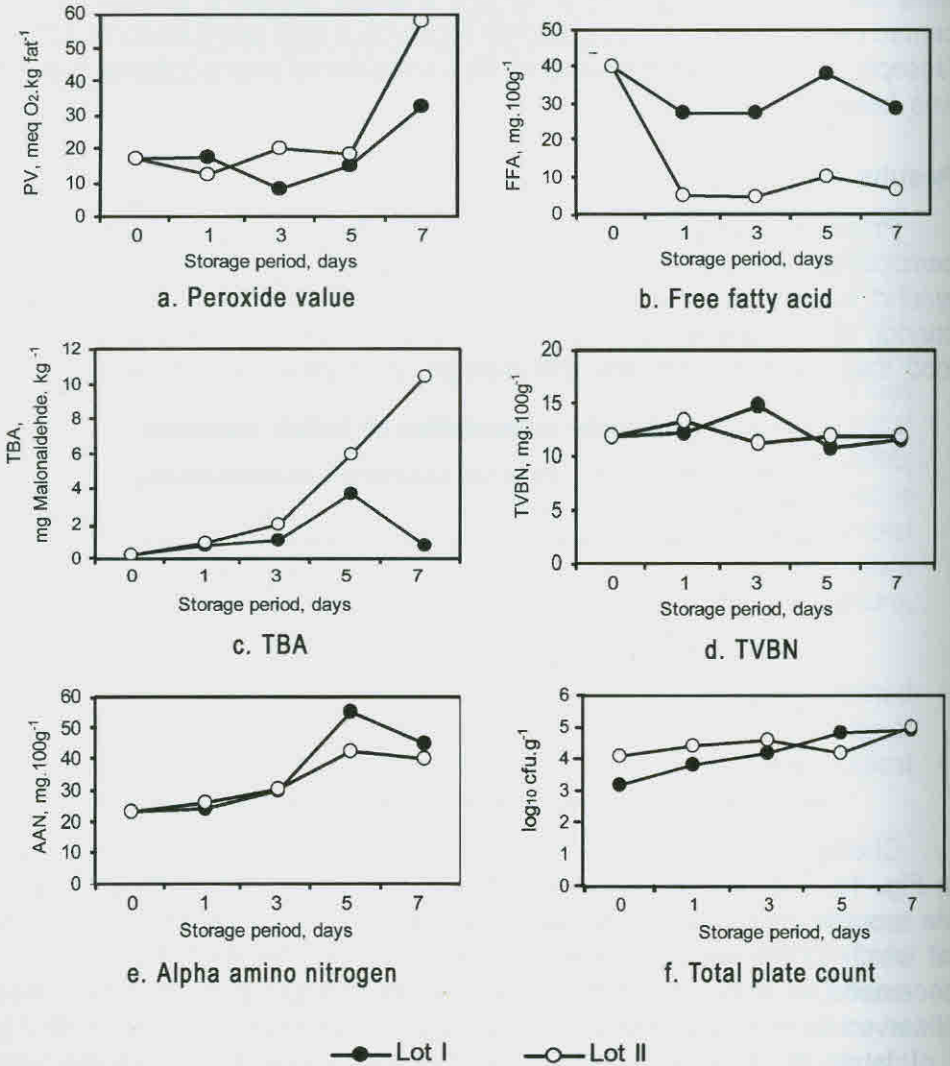 60
50
40
30
20
10
0
PV, meq O₂.kg fat⁻¹
0 1 3 5 7
Storage period, days
a. Peroxide value
50
40
30
20
10
0
FFA, mg.100g⁻¹
0 1 3 5 7
Storage period, days
b. Free fatty acid
12
10
8
6
4
2
0
TBA,
mg Malonaldehde, kg⁻¹
0 1 3 5 7
Storage period, days
c. TBA
20
15
10
5
0
TVBN, mg.100g⁻¹
0 1 3 5 7
Storage period, days
d. TVBN
60
50
40
30
20
10
0
AAN, mg.100g⁻¹
0 1 3 5 7
Storage period, days
e. Alpha amino nitrogen
6
5
4
3
2
1
0
log₁₀ cfu.g⁻¹
0 1 3 5 7
Storage period, days
f. Total plate count
Lot I Lot II